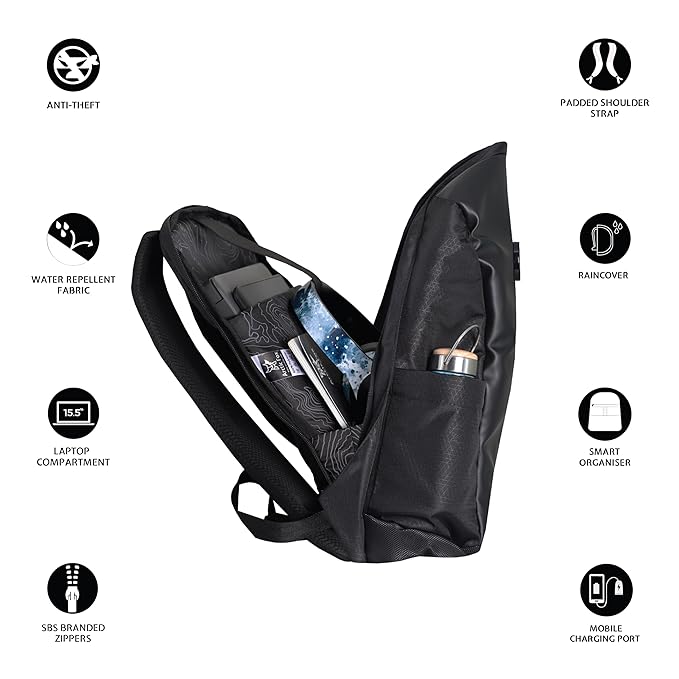 ANTI-THEFT
PADDED SHOULDER
STRAP
WATER REPELLENT
FABRIC
RAINCOVER
15.5"
LAPTOP
COMPARTMENT
SMART
ORGANISER
SBS BRANDED
ZIPPERS
MOBILE
CHARGING PORT